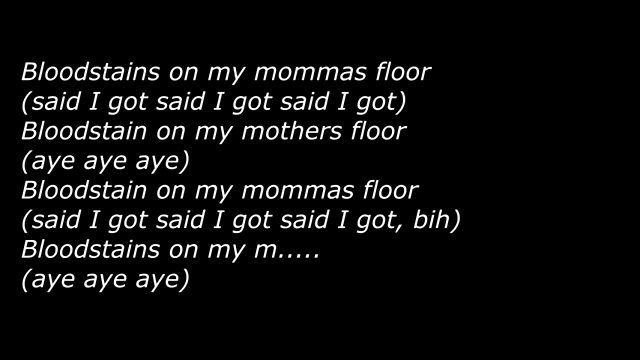 Bloodstains on my mommas floor
(said I got said I got said I got)
Bloodstain on my mothers floor
(aye aye aye)
Bloodstain on my mommas floor
(said I got said I got said I got, bih)
Bloodstains on my m.....
(aye aye aye)